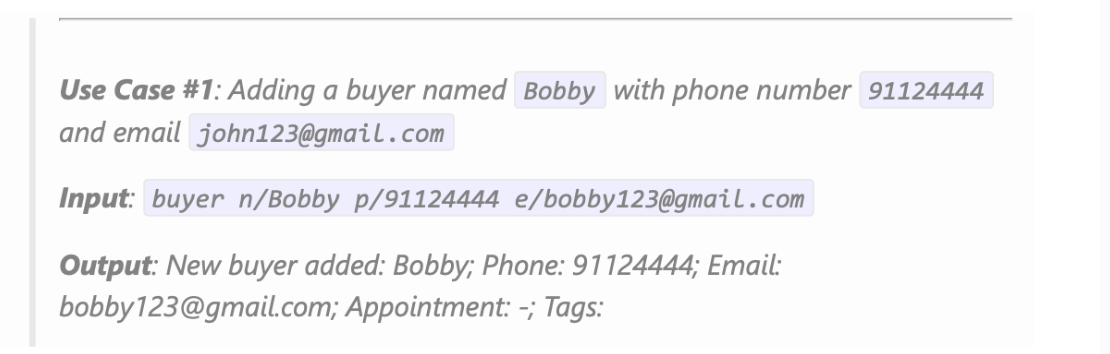 Use Case #1: Adding a buyer named Bobby with phone number 91124444
and email john123@gmail.com
Input: buyer n/Bobby p/91124444 e/bobby123@gmail.com
Output: New buyer added: Bobby; Phone: 91124444; Email:
bobby123@gmail.com; Appointment: -; Tags: